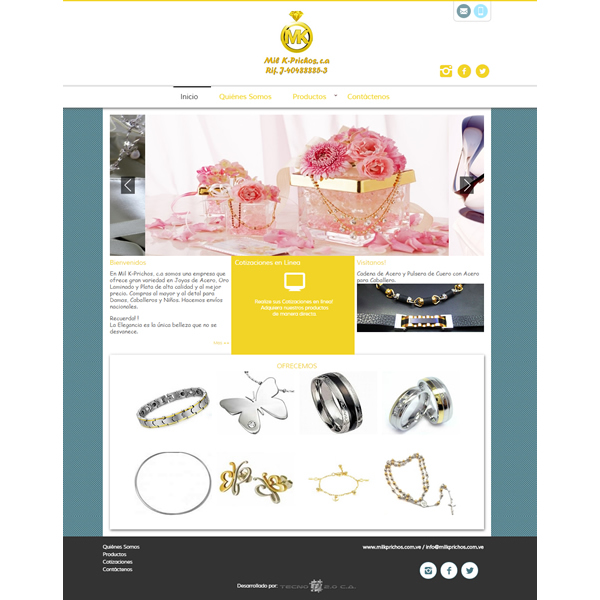 MK
Mil K-Prichos, c.a
Rif. J-40488885-3
Inicio
Quiénes Somos
Productos
Contáctenos
Bienvenidos
En Mil K-Prichos, c.a somos una empresa que
ofrece gran variedad en Joyas de Acero, Oro
Laminado y Plata de alta calidad y al mejor
precio. Compras al mayor y al detal para
Damas, Caballeros y Niños. Hacemos envíos
nacionales.
Recuerda! !
La Elegancia es la única belleza que no se
desvanece.
Más >>
Cotizaciones en Línea
Realize sus Cotizaciones en línea!
Adquiera nuestros productos
de manera directa
Visítanos!
Cadena de Acero y Pulsera de Cuero con Acero
para Caballero.
OFRECEMOS
Quiénes Somos
Productos
Cotizaciones
Contáctenos
www.milkprichos.com.ve / info@milkprichos.com.ve
Desarrollado por: TECNO 2.0 C.A.